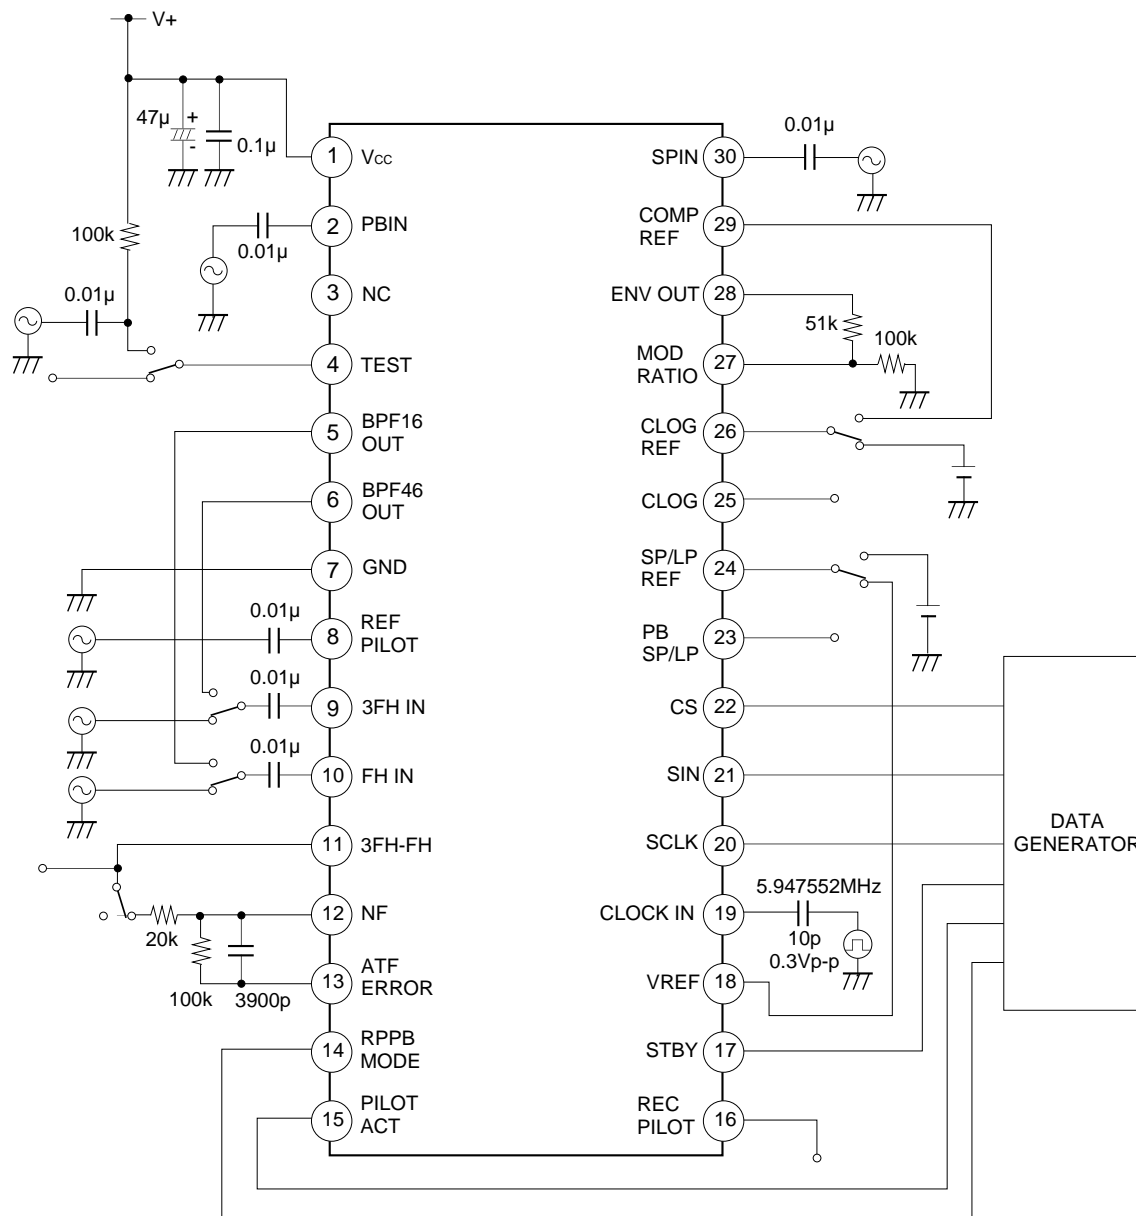 V+
47µ
+
-
0.1µ
100k
0.01µ
0.01µ
1
Vcc
2
PBIN
3
NC
4
TEST
5
BPF16
OUT
6
BPF46
OUT
7
GND
0.01µ
8
REF
PILOT
0.01µ
9
3FH IN
0.01µ
10
FH IN
11
3FH-FH
12
NF
20k
100k
3900p
13
ATF
ERROR
14
RPPB
MODE
15
PILOT
ACT
SPIN
30
0.01µ
COMP
REF
29
ENV OUT
28
51k
100k
MOD
RATIO
27
CLOG
REF
26
CLOG
25
SP/LP
REF
24
PB
SP/LP
23
CS
22
SIN
21
SCLK
20
CLOCK IN
19
5.947552MHz
10p
0.3Vp-p
VREF
18
STBY
17
REC
PILOT
16
DATA
GENERATOR